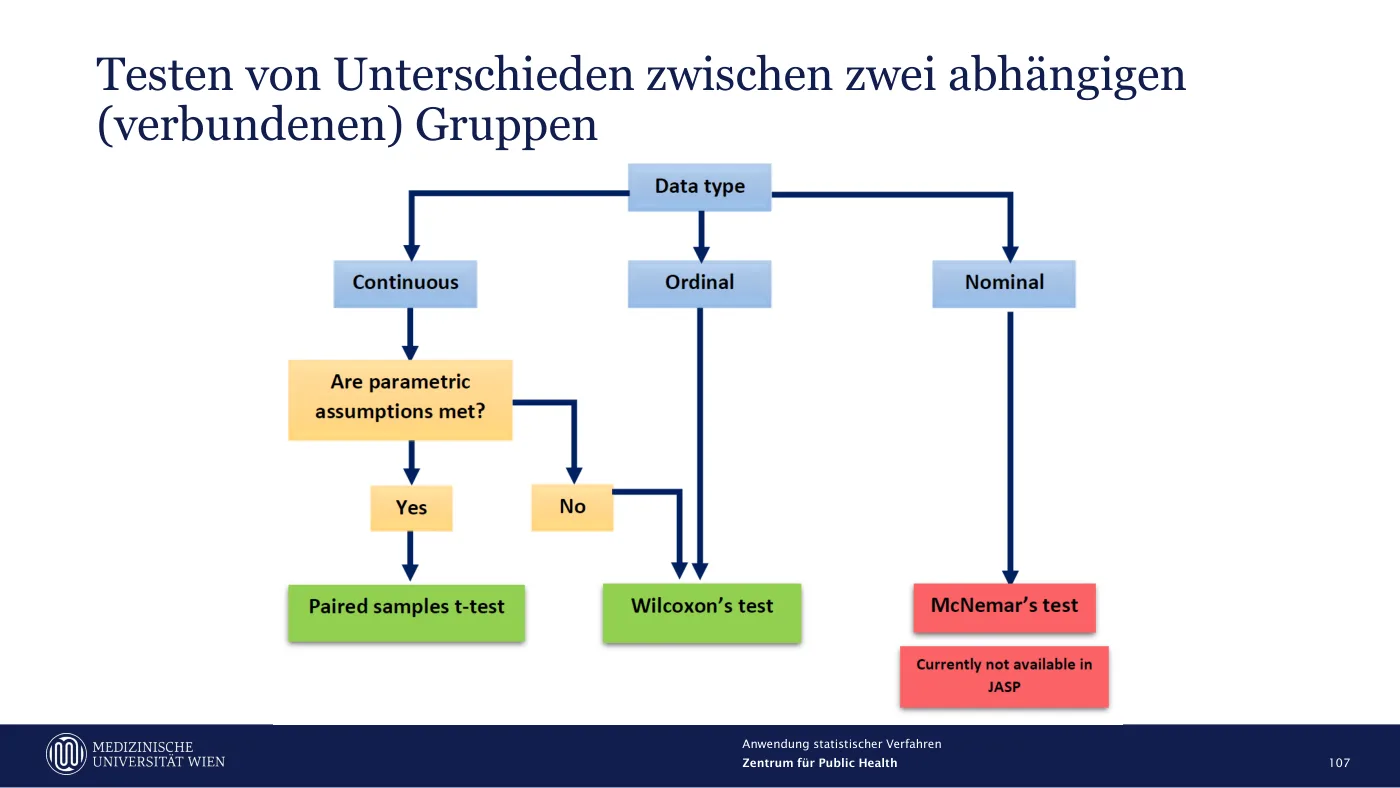 Testen von Unterschieden zwischen zwei abhängigen
(verbundenen) Gruppen
Data type
Continuous
Ordinal
Nominal
Are parametric
assumptions met?
Yes
No
Paired samples t-test
Wilcoxon's test
McNemar's test
Currently not available in
JASP
MEDIZINISCHE
UNIVERSITÄT WIEN
Anwendung statistischer Verfahren
Zentrum für Public Health
107